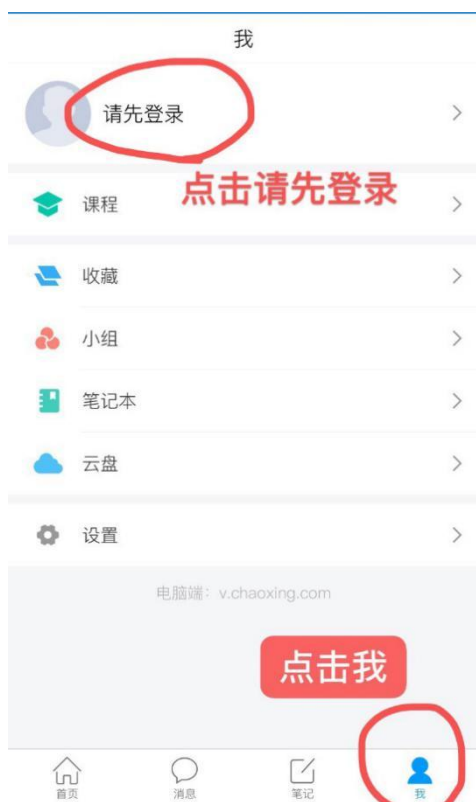 我
请先登录
点击请先登录
课程
收藏
小组
笔记本
云盘
设置
电脑端：v.chaoxing.com
点击我
首页
消息
笔记
我